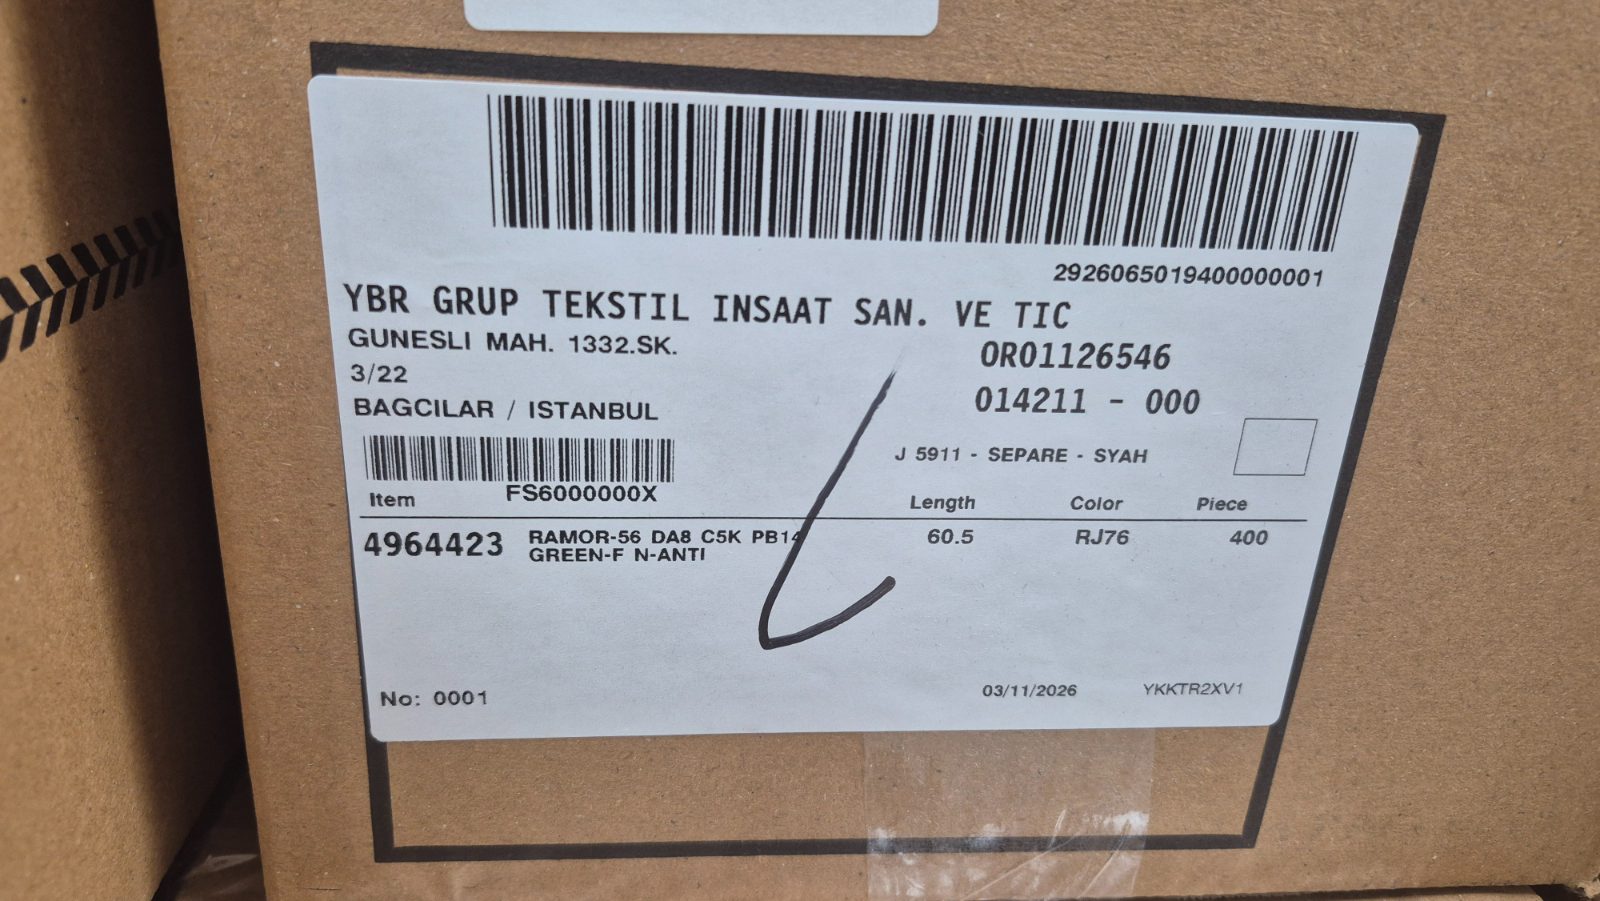 2926065019400000001
YBR GRUP TEKSTIL INSAAT SAN. VE TIC
GUNESLI MAH. 1332.SK.
OR01126546
3/22
014211 - 000
BAGCILAR / ISTANBUL
J 5911 - SEPARE - SYAH
FS6000000X
Item Length Color Piece
4964423 RAMOR-56 DA8 C5K PB14 60.5 RJ76 400
GREEN-F N-ANTI
No: 0001 03/11/2026 YKKTR2XV1